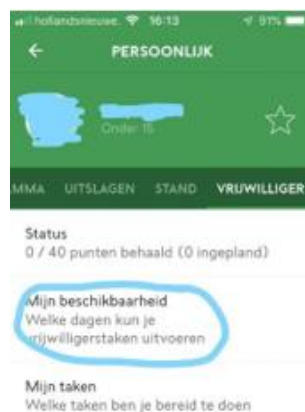 hollandsnieuwe. 16:13 91%
PERSOONLIJK
Onder 15
MMA UITSLAGEN STAND VRIJWILLIGER
Status
0 / 40 punten behaald (0 ingepland)
Mijn beschikbaarheid
Welke dagen kun je
vrijwilligerstaken uitvoeren
Mijn taken
Welke taken ben je bereid te doen